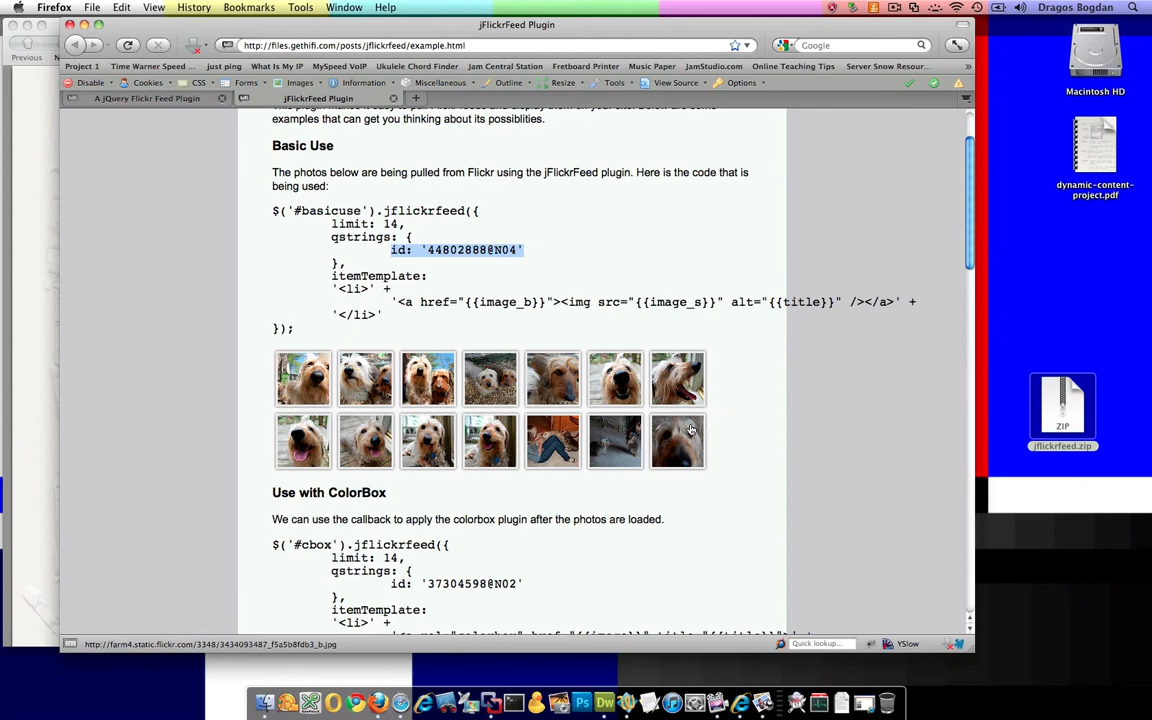 Firefox File Edit View History Bookmarks Tools Window Help Dragos Bogdan
jFlickrFeed Plugin
http://files.gethifi.com/posts/jflickrfeed/example.html Google
Project 1 Time Warner Speed ... just ping What Is My IP MySpeed VoIP Ukulele Chord Finder Jam Central Station Fretboard Printer Music Paper JamStudio.com Online Teaching Tips Server Snow Resour...
Disable Cookies CSS Forms Images Information Miscellaneous Outline Resize Tools View Source Options
A jQuery Flickr Feed Plugin jFlickrFeed Plugin
Previous
Macintosh HD
examples that can get you thinking about its possiblities.
Basic Use
The photos below are being pulled from Flickr using the jFlickrFeed plugin. Here is the code that is
being used:
$('#basicuse').jflickrfeed({
limit: 14,
qstrings: {
id: '44802888@N04'
},
itemTemplate:
'<li>' +
'<a href="{{image_b}}"><img src="{{image_s}}" alt="{{title}}" /></a>' +
'</li>'
});
dynamic-content-
project.pdf
ZIP
jflickrfeed.zip
Use with ColorBox
We can use the callback to apply the colorbox plugin after the photos are loaded.
$('#cbox').jflickrfeed({
limit: 14,
qstrings: {
id: '37304598@N02'
},
itemTemplate:
'<li>' +
http://farm4.static.flickr.com/3348/3434093487_f5a5b8fdb3_b.jpg Quick lookup... YSlow
Ps Dw